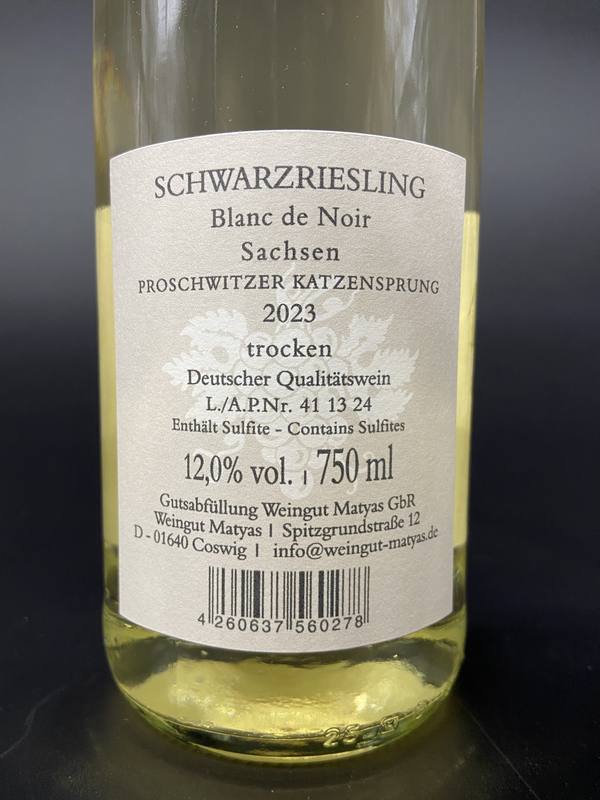 SCHWARZRIESLING
Blanc de Noir
Sachsen
PROSCHWITZER KATZENSPRUNG
2023
trocken
Deutscher Qualitätswein
L./A.P.Nr. 41 13 24
Enthält Sulfite - Contains Sulfites
12,0% vol. | 750 ml
Gutsabfüllung Weingut Matyas GbR
Weingut Matyas | Spitzgrundstraße 12
D - 01640 Coswig | info@weingut-matyas.de
4 260637 560278